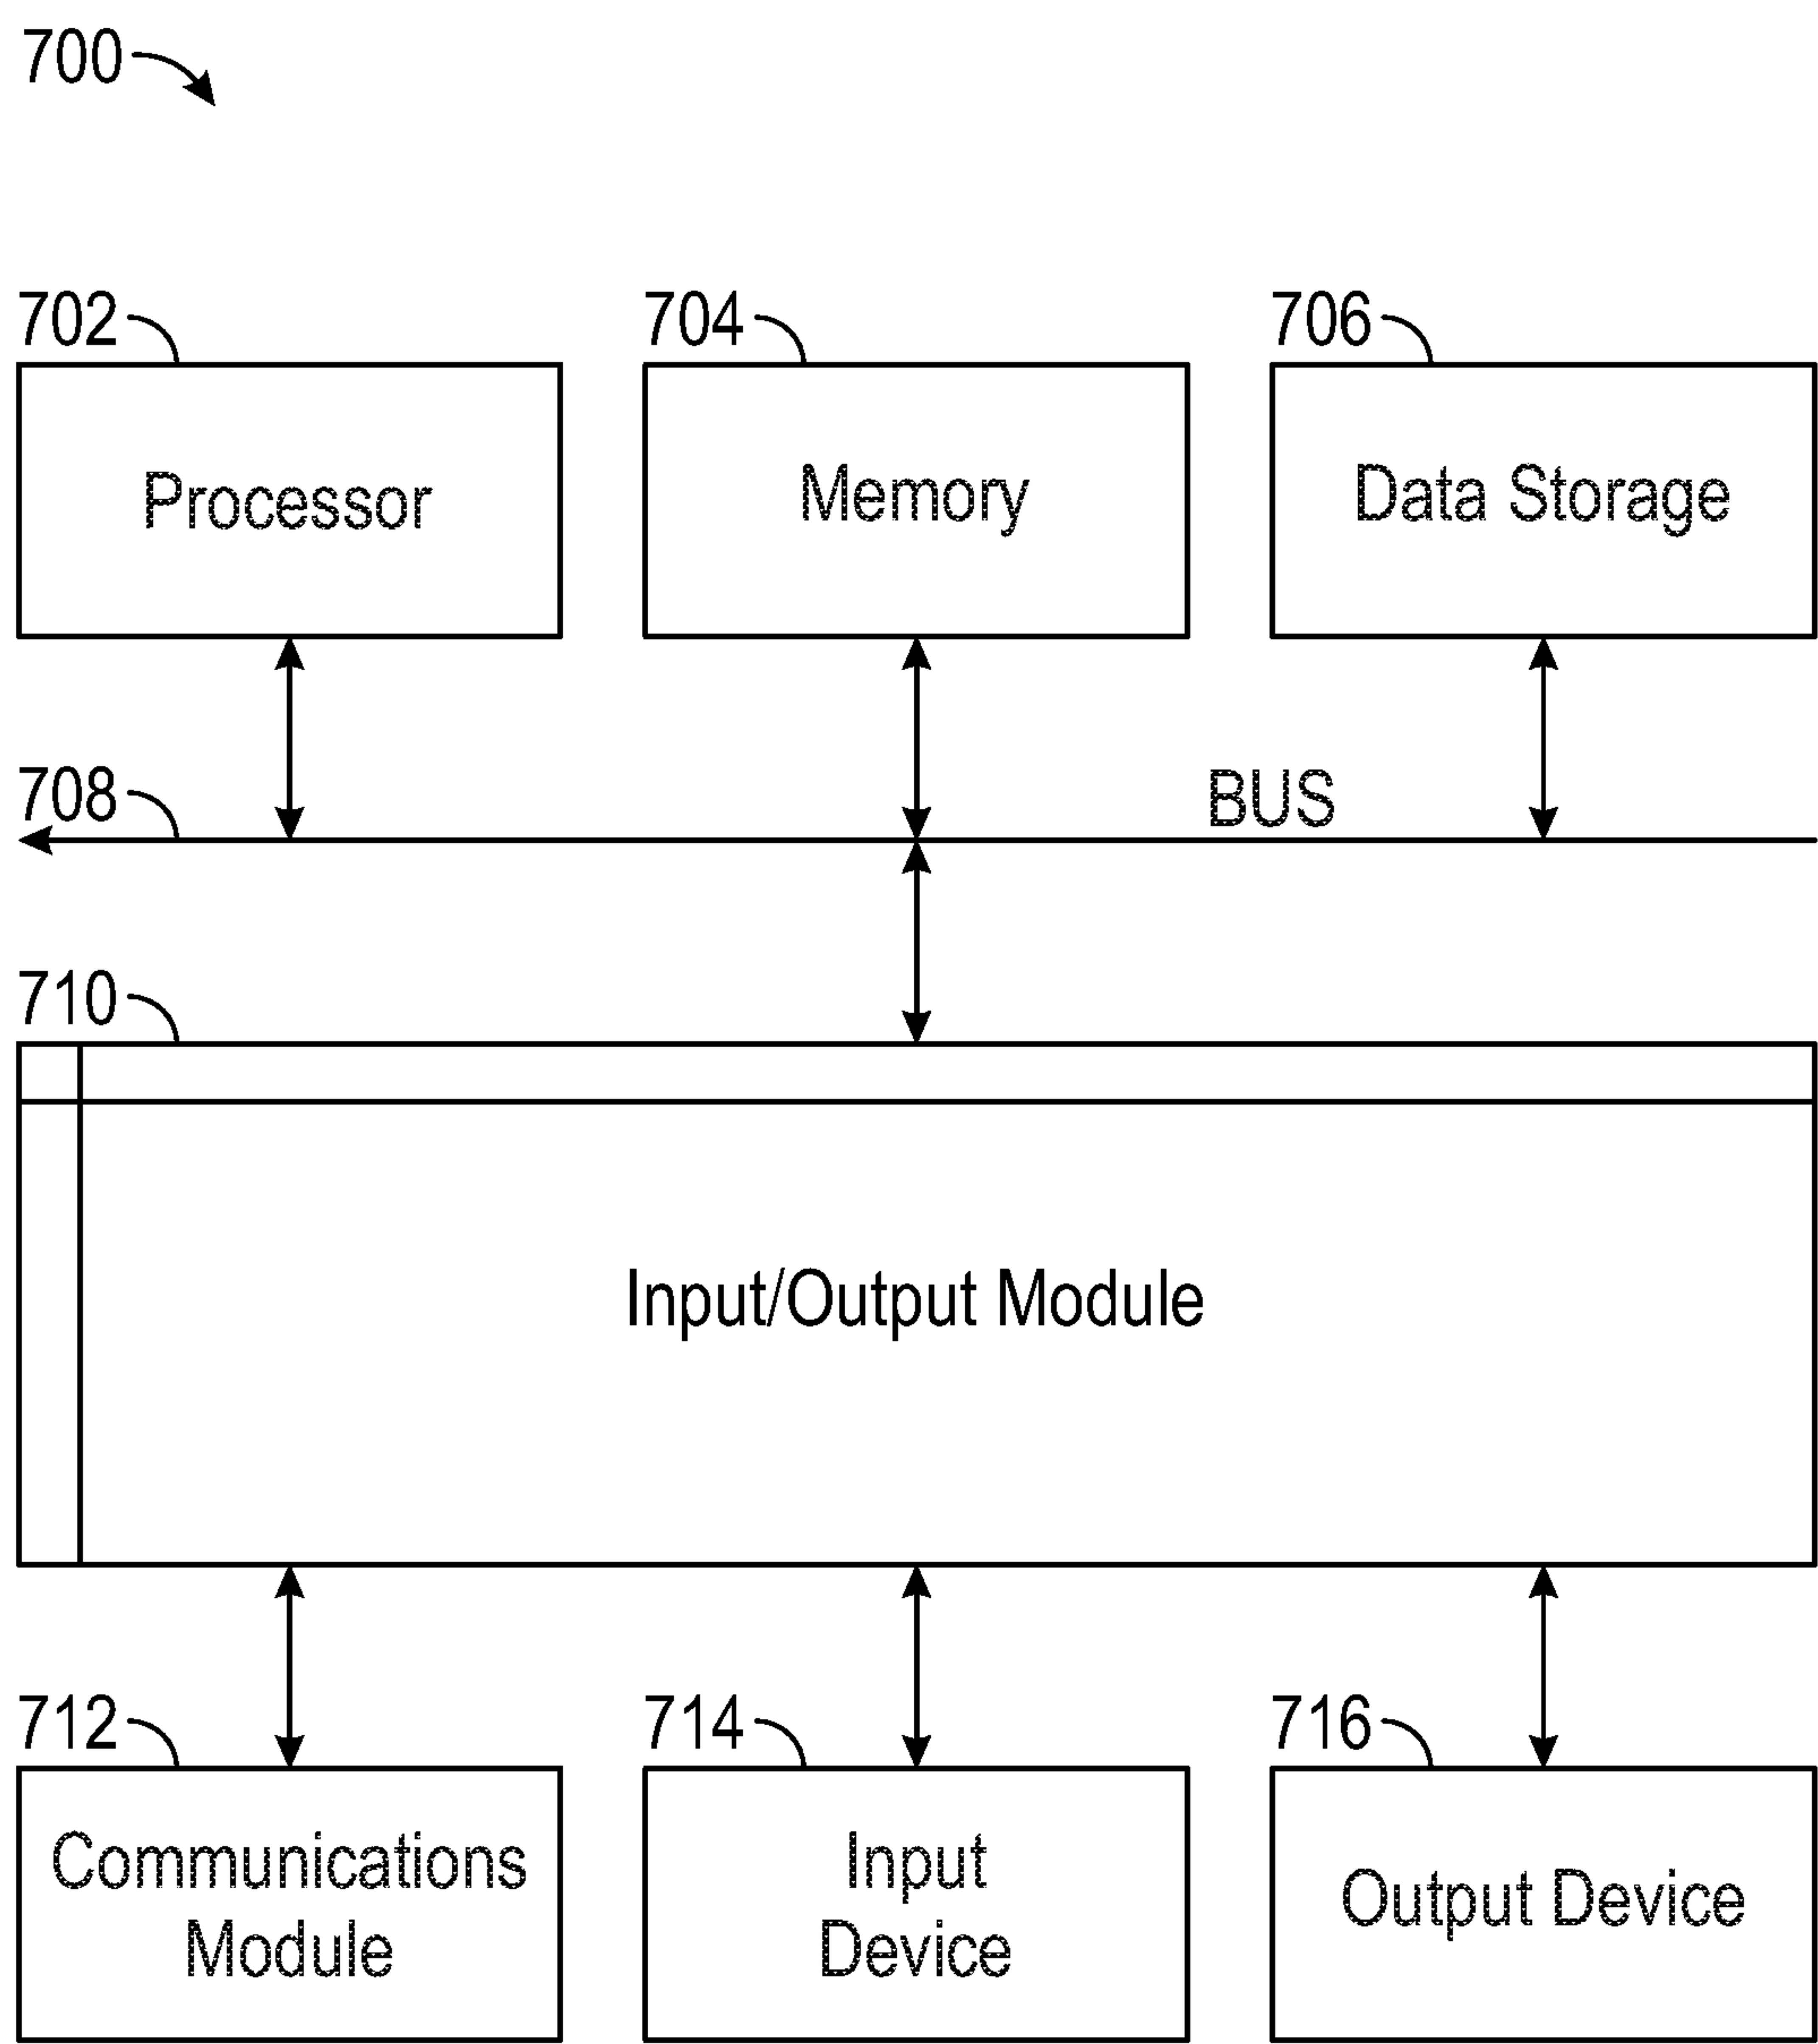 700
702
704
706
Processor
Memory
Data Storage
708
BUS
710
Input/Output Module
712
714
716
Communications
Module
Input
Device
Output Device